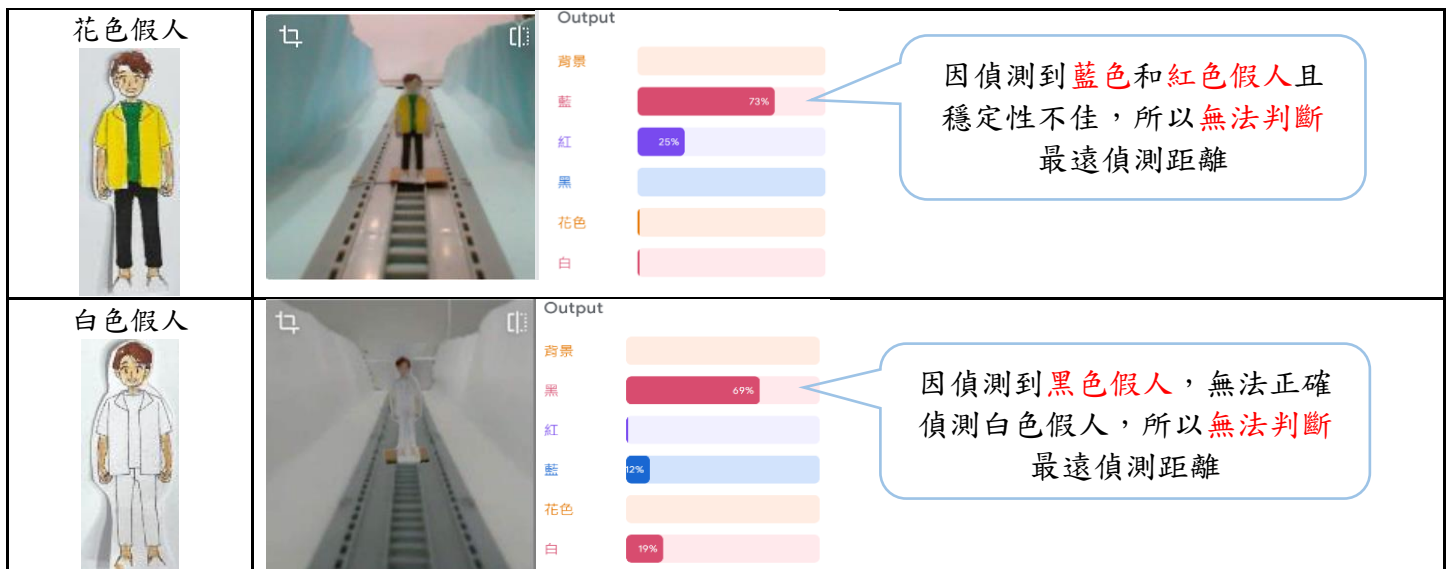 花色假人
Output
背景
藍
73%
紅
25%
黑
花色
白
因偵測到藍色和紅色假人且
穩定性不佳，所以無法判斷
最遠偵測距離
白色假人
Output
背景
黑
69%
紅
藍
12%
花色
白
19%
因偵測到黑色假人，無法正確
偵測白色假人，所以無法判斷
最遠偵測距離